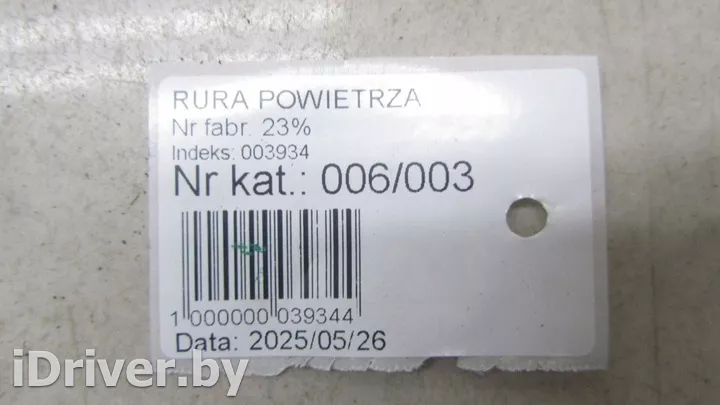 RURA POWIETRZA
Nr fabr. 23%
Indeks: 003934
Nr kat.: 006/003
1 000000 039344
Data: 2025/05/26
iDriver.by